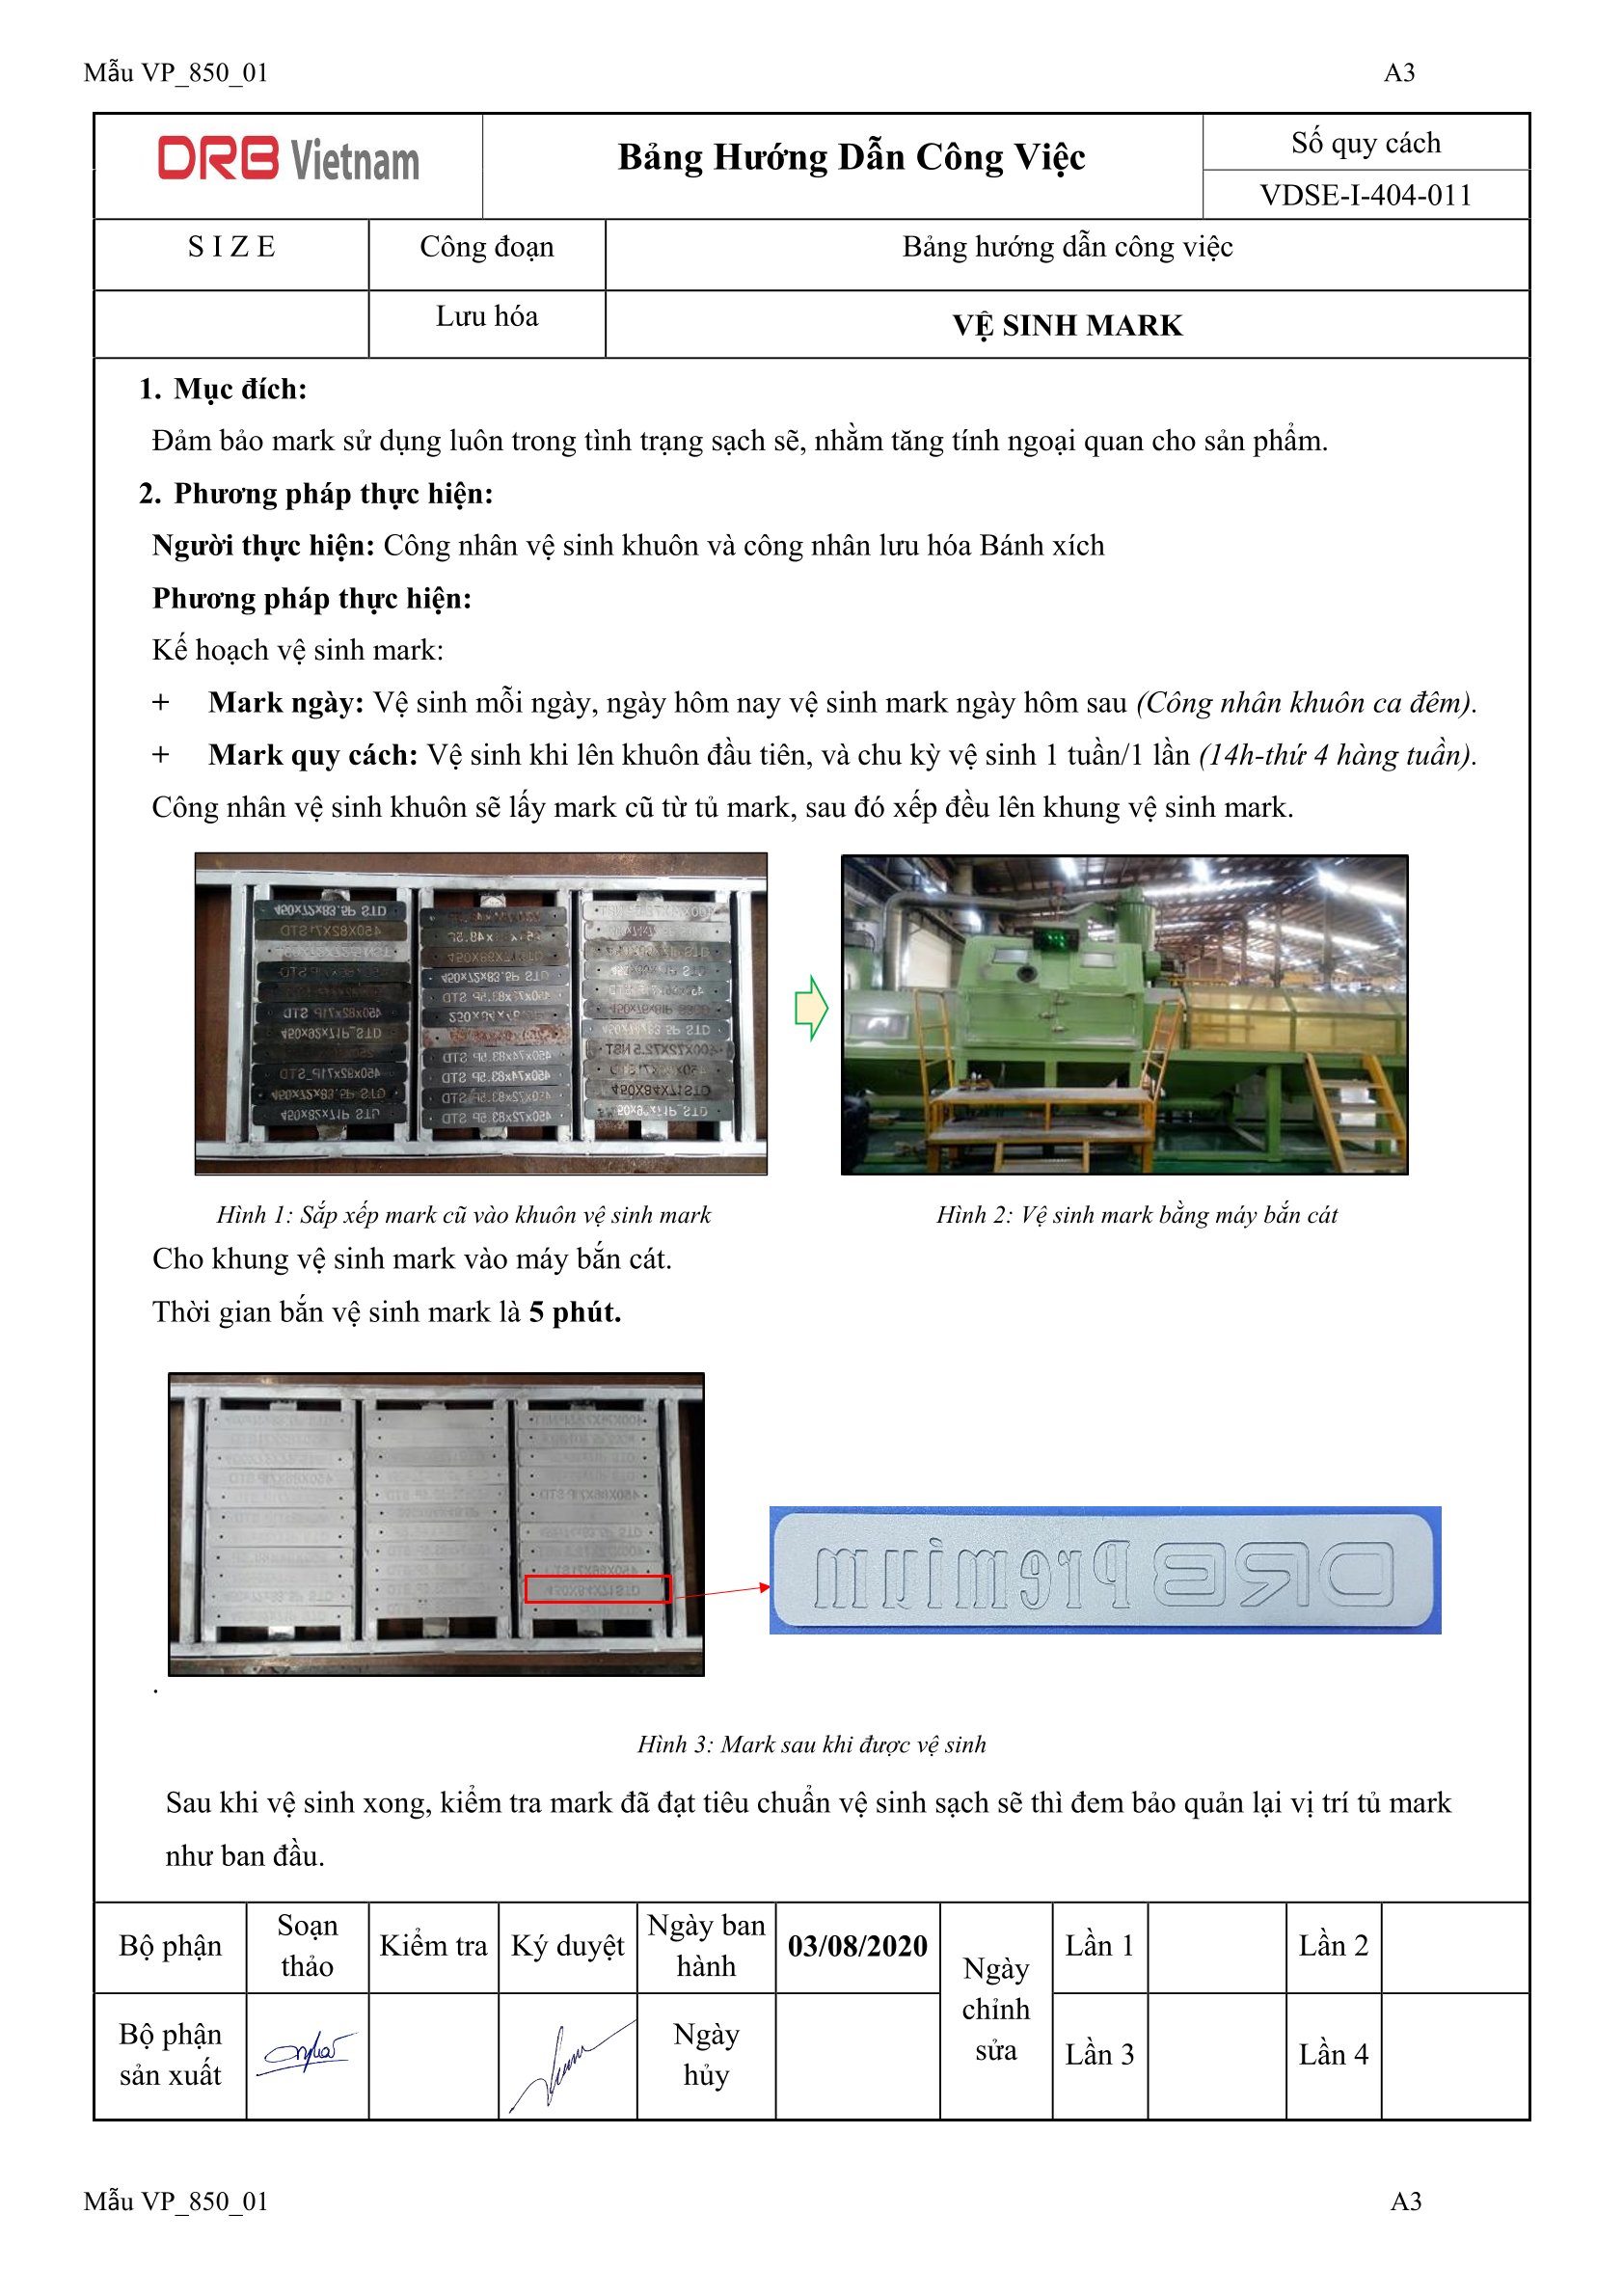 Mẫu VP_850_01 A3
DRB Vietnam
Bảng Hướng Dẫn Công Việc
Số quy cách
VDSE-I-404-011
S I Z E
Công đoạn
Bảng hướng dẫn công việc
Lưu hóa
VỆ SINH MARK
1. Mục đích:
Đảm bảo mark sử dụng luôn trong tình trạng sạch sẽ, nhằm tăng tính ngoại quan cho sản phẩm.
2. Phương pháp thực hiện:
Người thực hiện: Công nhân vệ sinh khuôn và công nhân lưu hóa Bánh xích
Phương pháp thực hiện:
Kế hoạch vệ sinh mark:
+ Mark ngày: Vệ sinh mỗi ngày, ngày hôm nay vệ sinh mark ngày hôm sau (Công nhân khuôn ca đêm).
+ Mark quy cách: Vệ sinh khi lên khuôn đầu tiên, và chu kỳ vệ sinh 1 tuần/1 lần (14h-thứ 4 hàng tuần).
Công nhân vệ sinh khuôn sẽ lấy mark cũ từ tủ mark, sau đó xếp đều lên khung vệ sinh mark.
Hình 1: Sắp xếp mark cũ vào khuôn vệ sinh mark
Hình 2: Vệ sinh mark bằng máy bắn cát
Cho khung vệ sinh mark vào máy bắn cát.
Thời gian bắn vệ sinh mark là 5 phút.
DRB Premium
.
Hình 3: Mark sau khi được vệ sinh
Sau khi vệ sinh xong, kiểm tra mark đã đạt tiêu chuẩn vệ sinh sạch sẽ thì đem bảo quản lại vị trí tủ mark
như ban đầu.
Bộ phận
Soạn
thảo
Kiểm tra
Ký duyệt
Ngày ban
hành
03/08/2020
Ngày
chỉnh
sửa
Lần 1
Lần 2
Bộ phận
sản xuất
Ngày
hủy
Lần 3
Lần 4
Mẫu VP_850_01 A3